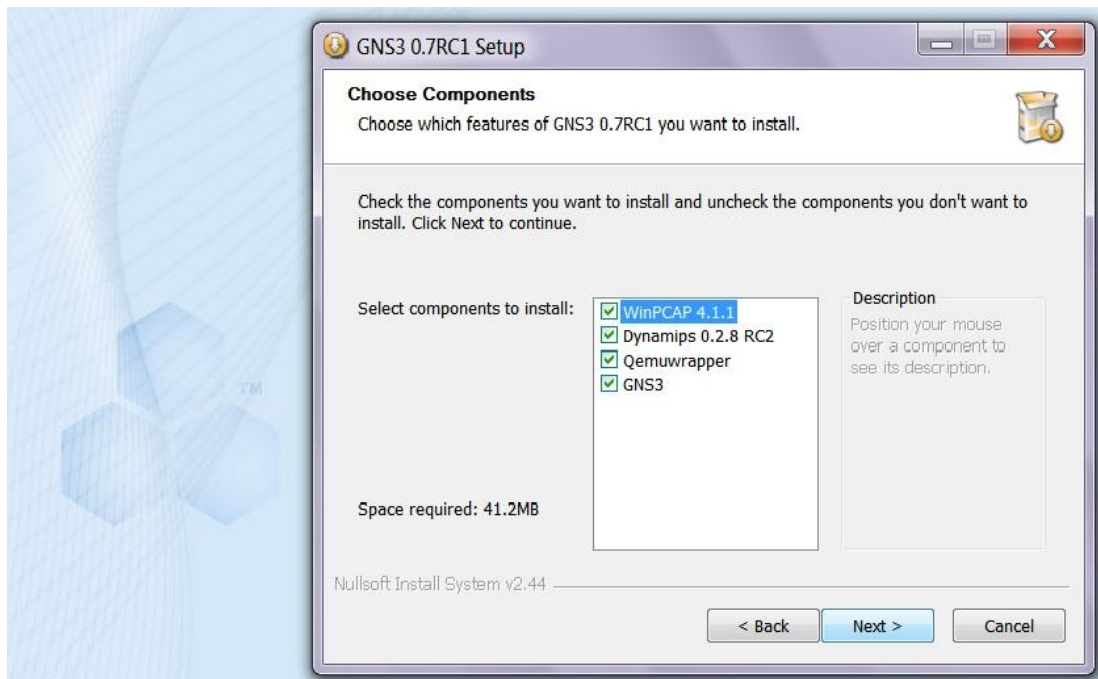 GNS3 0.7RC1 Setup
X
Choose Components
Choose which features of GNS3 0.7RC1 you want to install.
Check the components you want to install and uncheck the components you don't want to
install. Click Next to continue.
Select components to install:
WinPCAP 4.1.1
Dynamips 0.2.8 RC2
Qemuwrapper
GNS3
Description
Position your mouse
over a component to
see its description.
Space required: 41.2MB
Nullsoft Install System v2.44
< Back
Next >
Cancel
TM